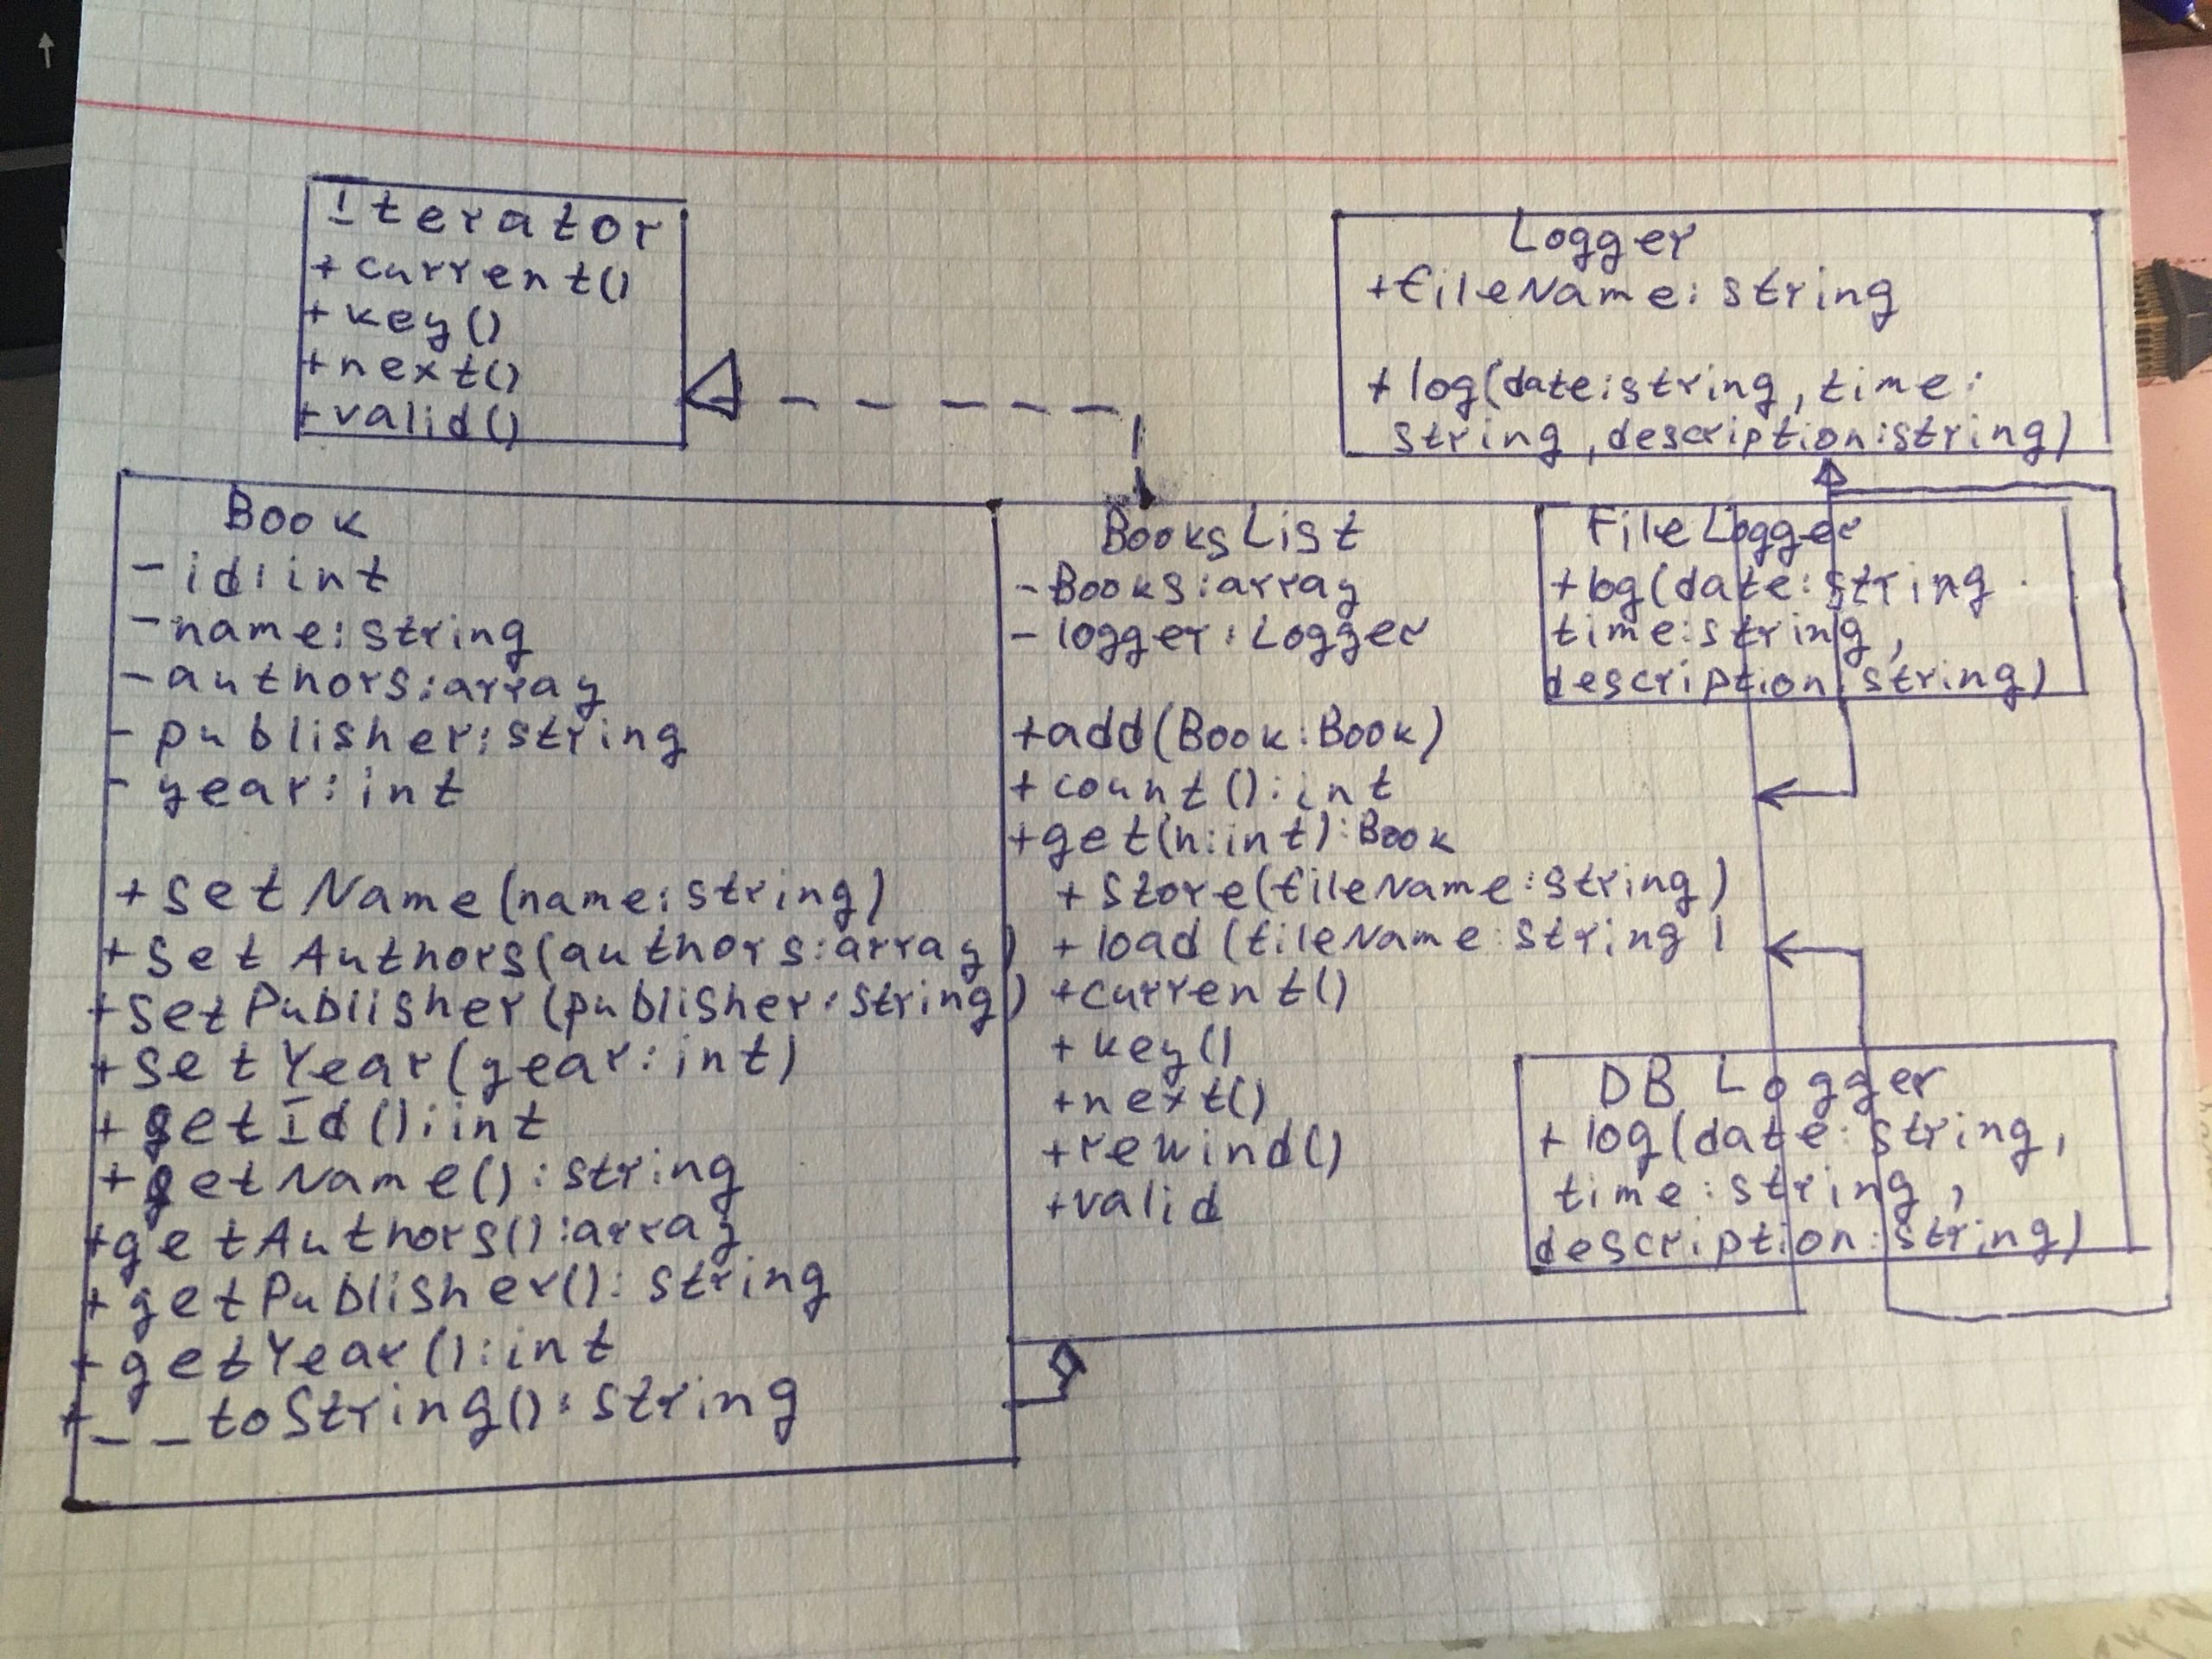 Iterator
+current()
+key()
+next()
+valid()
Logger
+fileName: string
+ log(date:string, time:
string, description:string)
Book
- id:int
- name:string
- authors:array
- publisher:string
- year:int
+ setName(name:string)
+ setAuthors(authors:array)
+ setPublisher(publisher:string)
+ setYear(year:int)
+ getId():int
+ getName():string
+getAuthors():array
+ getPublisher():string
+ getYear():int
+__toString():string
BooksList
- Books:array
- logger:Logger
+add(Book:Book)
+ count():int
+get(n:int):Book
+ store(fileName:string)
+ load(fileName:string)
+current()
+ key()
+next()
+rewind()
+valid
FileLogger
+log(date:string
time:string,
description:string)
DB Logger
+ log(date:string,
time:string,
description:string)